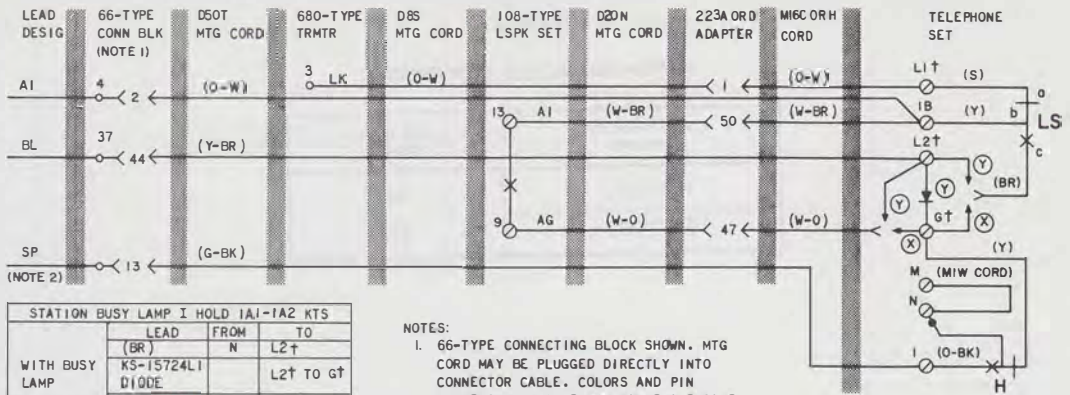 LEAD DESIG
66-TYPE CONN BLK (NOTE 1)
D50T MTG CORD
680-TYPE TRMTR
D8S MTG CORD
108-TYPE LSPK SET
D20N MTG CORD
223A ORD ADAPTER
M16C OR H CORD
TELEPHONE SET
3 LK (O-W) 1 (O-W) L1† (S)
A1 4 2 (O-W) a
13 A1 (W-BR) 50 (W-BR) 1B (Y) b LS
37 L2† c
BL 44 (Y-BR) Y
Y Y (BR)
9 AG (W-O) 47 (W-O) G† X
X (Y)
SP 13 (G-BK)
(NOTE 2)
M (M1W CORD)
N
1 (O-BK)
H
STATION BUSY LAMP I HOLD 1A1-1A2 KTS
LEAD FROM TO
WITH BUSY LAMP
(BR) N L2†
KS-15724L1 DIODE L2† TO G†
NOTES:
1. 66-TYPE CONNECTING BLOCK SHOWN. MTG
CORD MAY BE PLUGGED DIRECTLY INTO
CONNECTOR CABLE. COLORS AND PIN